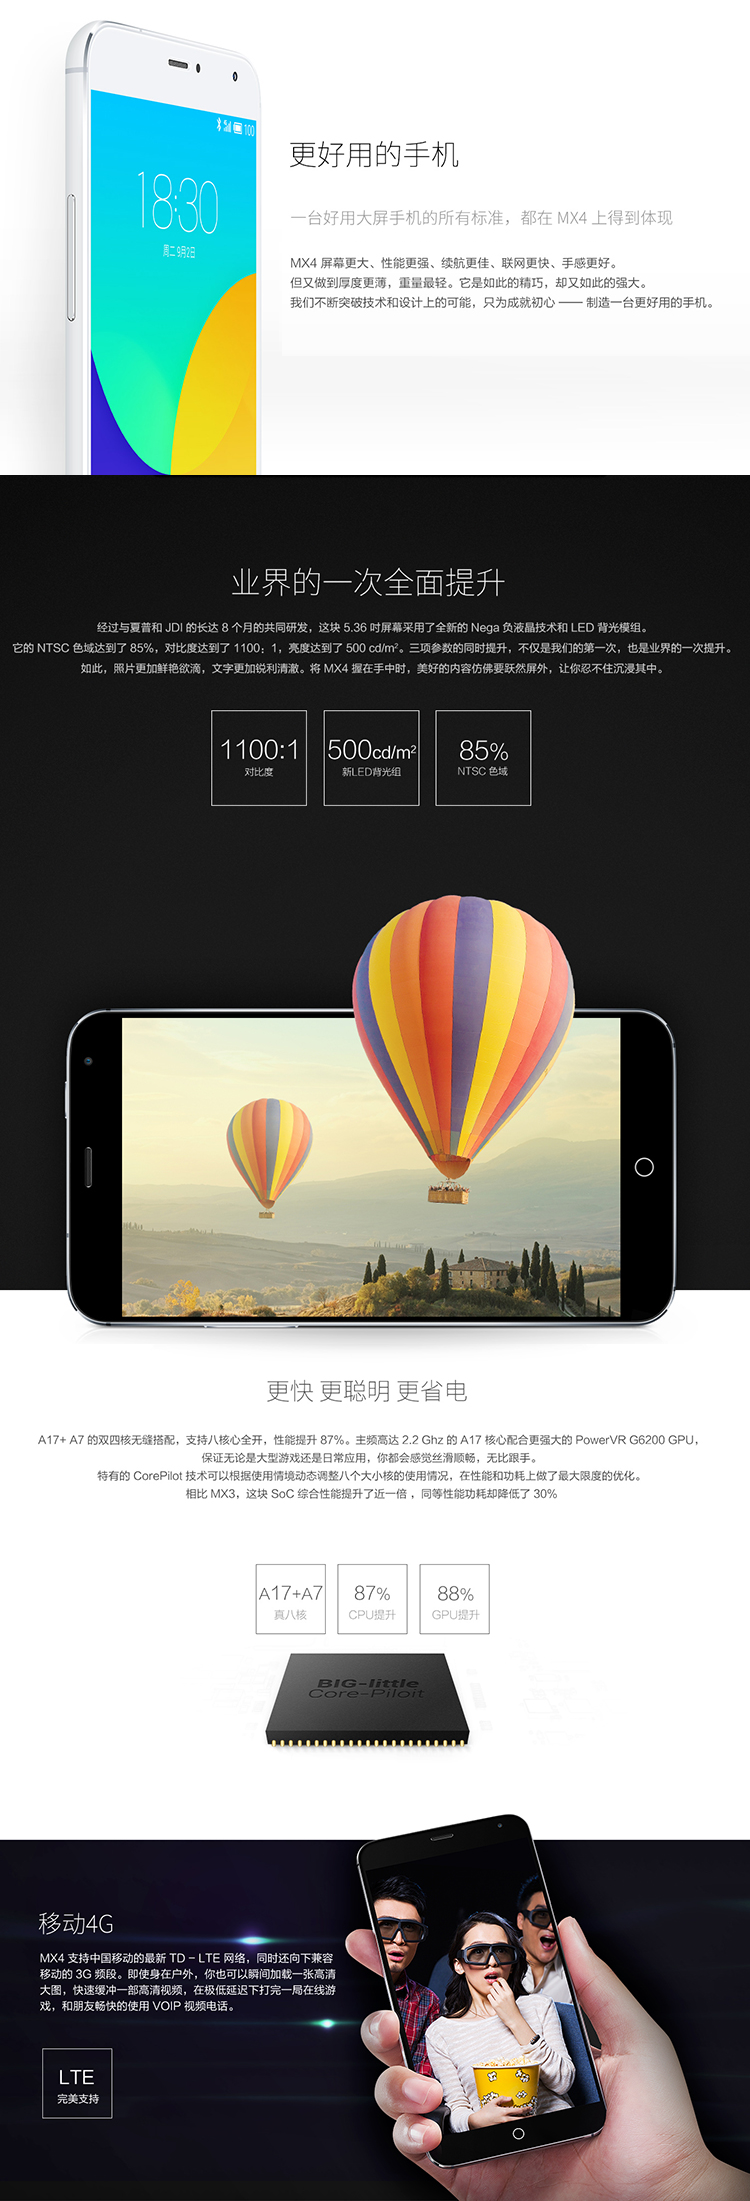 100
18:30
周二 9月2日
更好用的手机
一台好用大屏手机的所有标准，都在 MX4 上得到体现
MX4 屏幕更大、性能更强、续航更佳、联网更快、手感更好。
但又做到厚度更薄，重量最轻。它是如此的精巧，却又如此的强大。
我们不断突破技术和设计上的可能，只为成就初心 —— 制造一台更好用的手机。
业界的一次全面提升
经过与夏普和 JDI 的长达 8 个月的共同研发，这块 5.36 吋屏幕采用了全新的 Nega 负液晶技术和 LED 背光模组。
它的 NTSC 色域达到了 85%，对比度达到了 1100：1，亮度达到了 500 cd/m²。三项参数的同时提升，不仅是我们的第一次，也是业界的一次提升。
如此，照片更加鲜艳欲滴，文字更加锐利清澈。将 MX4 握在手中时，美好的内容仿佛要跃然屏外，让你忍不住沉浸其中。
1100:1
对比度
500cd/m²
新LED背光组
85%
NTSC 色域
更快 更聪明 更省电
A17+ A7 的双四核无缝搭配，支持八核心全开，性能提升 87%。主频高达 2.2 Ghz 的 A17 核心配合更强大的 PowerVR G6200 GPU，
保证无论是大型游戏还是日常应用，你都会感觉丝滑顺畅，无比跟手。
特有的 CorePilot 技术可以根据使用情境动态调整八个大小核的使用情况，在性能和功耗上做了最大限度的优化。
相比 MX3，这块 SoC 综合性能提升了近一倍 ，同等性能功耗却降低了 30%
A17+A7
真八核
87%
CPU提升
88%
GPU提升
BIG-little
Core-Piloit
移动4G
MX4 支持中国移动的最新 TD – LTE 网络，同时还向下兼容
移动的 3G 频段。即使身在户外，你也可以瞬间加载一张高清
大图，快速缓冲一部高清视频，在极低延迟下打完一局在线游
戏，和朋友畅快的使用 VOIP 视频电话。
LTE
完美支持